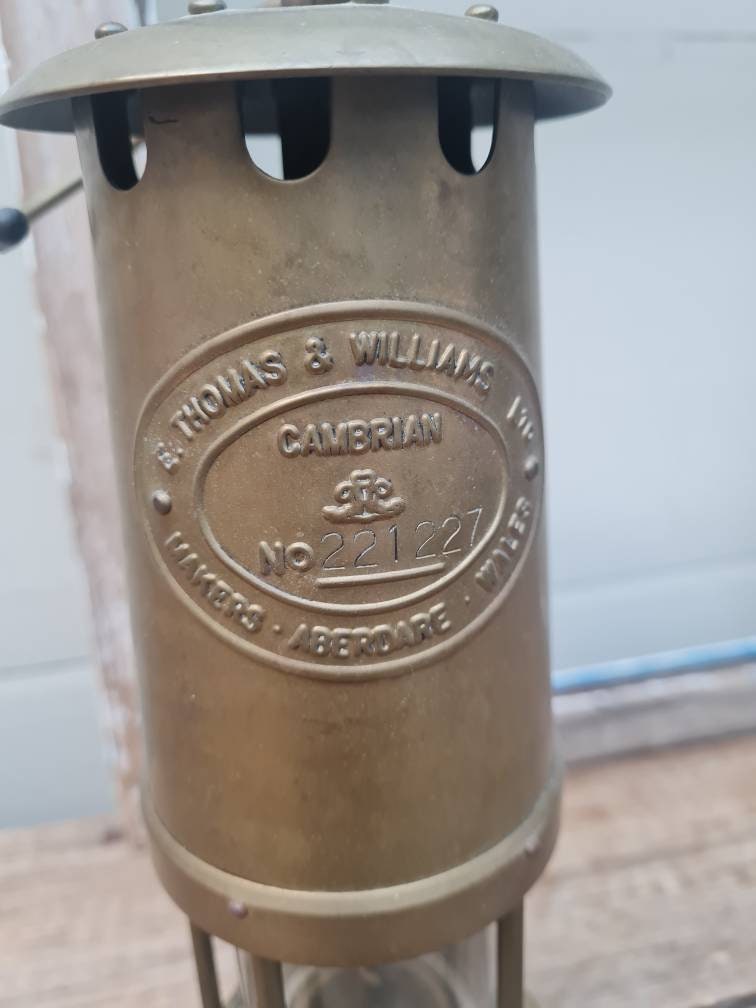 E. THOMAS & WILLIAMS LTD
CAMBRIAN
NO 221227
MAKERS · ABERDARE · WALES